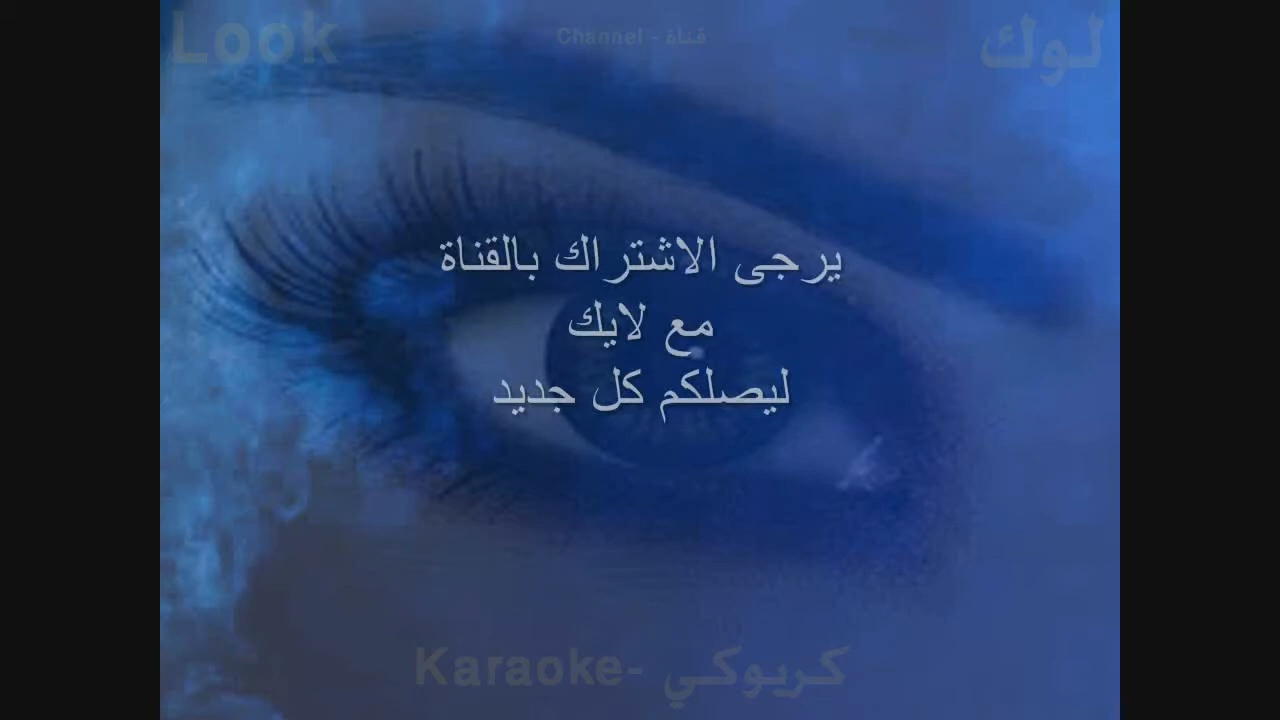 Look
Channel - قناة
لوك
يرجى الاشتراك بالقناة
مع لايك
ليصلكم كل جديد
Karaoke- كريوكي